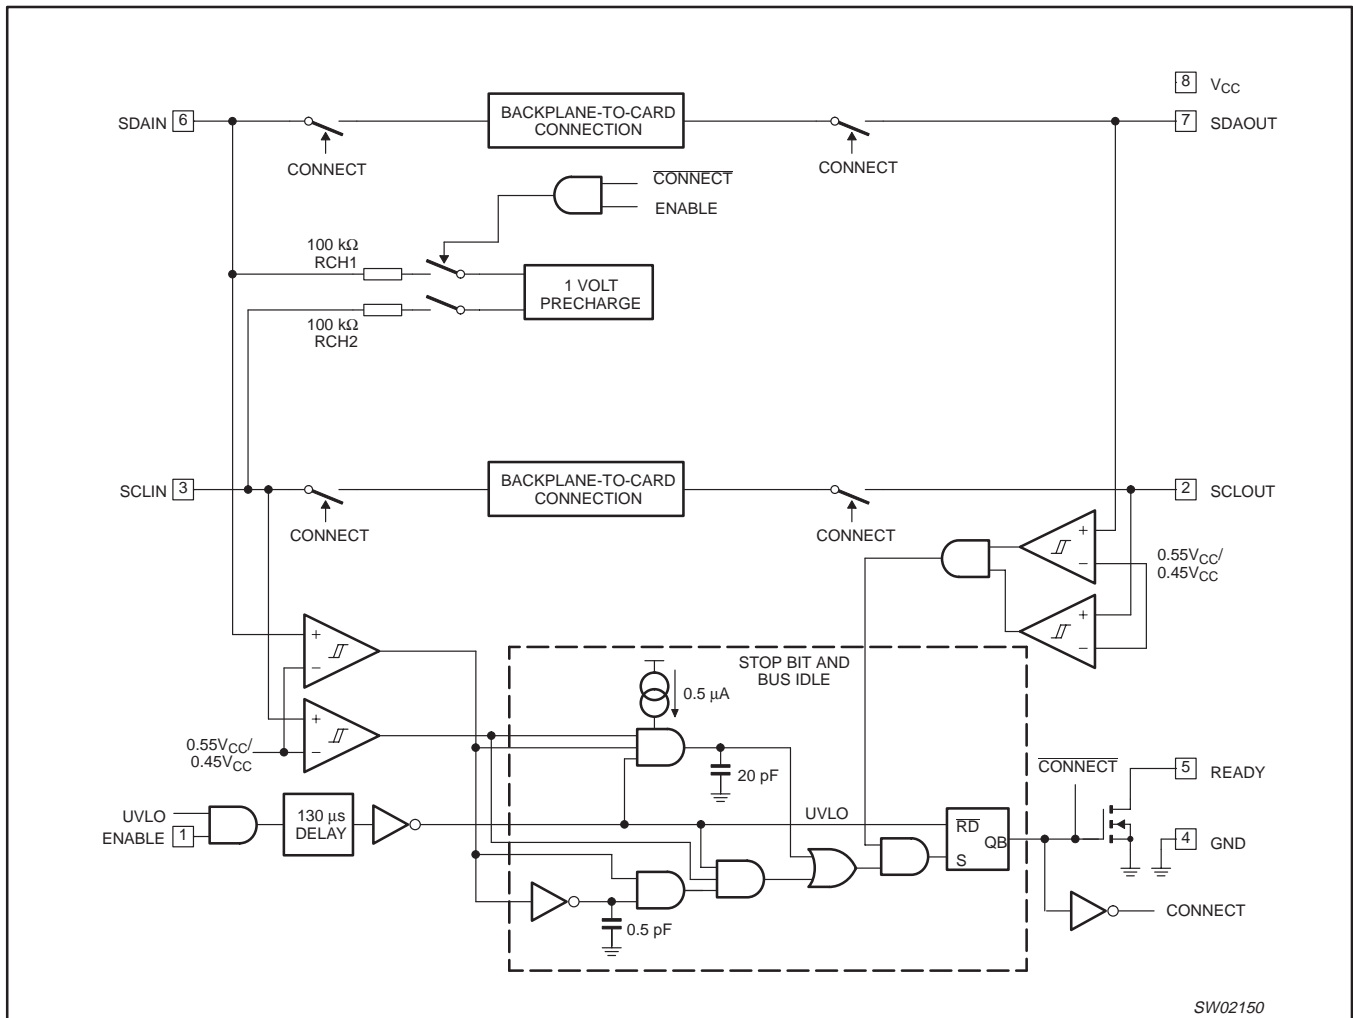 8 VCC
SDAIN 6
BACKPLANE-TO-CARD
CONNECTION
7 SDAOUT
CONNECT
CONNECT
CONNECT
ENABLE
100 kΩ
RCH1
1 VOLT
PRECHARGE
100 kΩ
RCH2
SCLIN 3
BACKPLANE-TO-CARD
CONNECTION
2 SCLOUT
CONNECT
CONNECT
+
−
0.55VCC/
0.45VCC
+
−
+
−
STOP BIT AND
BUS IDLE
0.5 µA
+
−
0.55VCC/
0.45VCC
20 pF
CONNECT
5 READY
UVLO
ENABLE 1
130 µs
DELAY
UVLO
RD
QB
S
4 GND
0.5 pF
CONNECT
SW02150